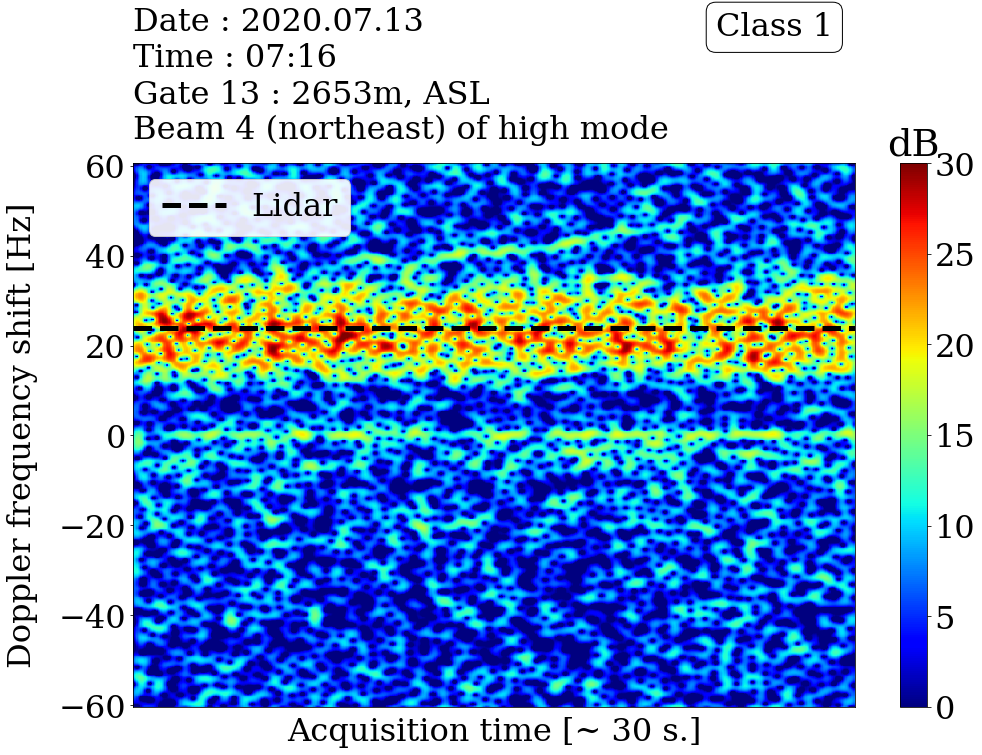 Date : 2020.07.13
Time : 07:16
Gate 13 : 2653m, ASL
Beam 4 (northeast) of high mode
Class 1
dB
Lidar
Doppler frequency shift [Hz]
60
40
20
0
−20
−40
−60
30
25
20
15
10
5
0
Acquisition time [~ 30 s.]